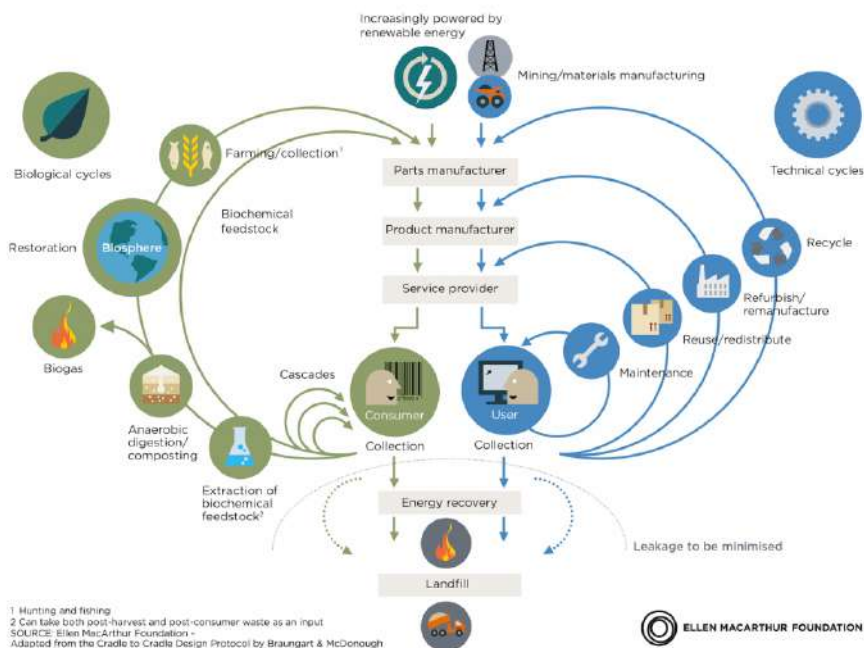 Increasingly powered by
renewable energy
Mining/materials manufacturing
Biological cycles
Farming/collection¹
Technical cycles
Parts manufacturer
Biochemical
feedstock
Restoration
Biosphere
Product manufacturer
Recycle
Service provider
Refurbish/
remanufacture
Reuse/redistribute
Biogas
Cascades
Maintenance
Consumer
User
Anaerobic
digestion/
composting
Collection
Collection
Extraction of
biochemical
feedstock²
Energy recovery
Leakage to be minimised
Landfill
1 Hunting and fishing
2 Can take both post-harvest and post-consumer waste as an input
SOURCE: Ellen MacArthur Foundation -
Adapted from the Cradle to Cradle Design Protocol by Braungart & McDonough
ELLEN MACARTHUR FOUNDATION